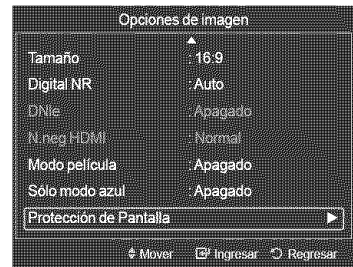 Opciones de imagen
Tamaño : 16:9
Digital NR : Auto
DNIe : Apagado
N.neg HDMI : Normal
Modo película : Apagado
Sólo modo azul : Apagado
Protección de Pantalla
Mover Ingresar Regresar